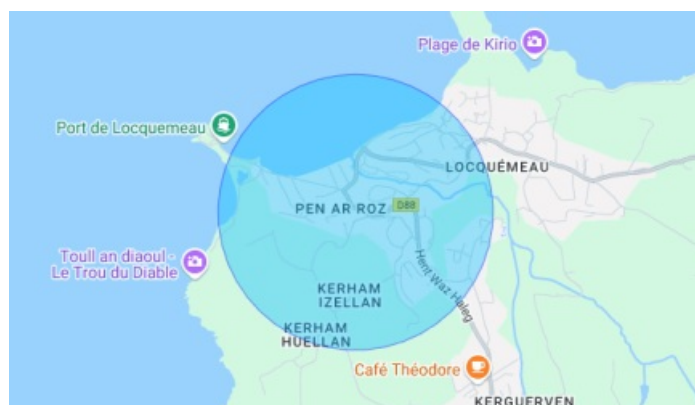 Plage de Kirio
Port de Locquemeau
LOCQUÉMEAU
PEN AR ROZ
D88
Toull an diaoul -
Le Trou du Diable
Hent Waz Haleg
KERHAM
IZELLAN
KERHAM
HUELLAN
Café Théodore
KERGUERVEN